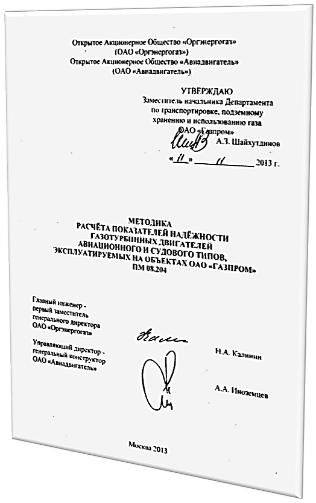 Открытое Акционерное Общество «Оргэнергогаз»
(ОАО «Оргэнергогаз»)
Открытое Акционерное Общество «Авиадвигатель»
(ОАО «Авиадвигатель»)
УТВЕРЖДАЮ
Заместитель начальника Департамента
по транспортировке, подземному
хранению и использованию газа
ОАО «Газпром»
А.З. Шайхутдинов
« 11 » 11 2013 г.
МЕТОДИКА
РАСЧЁТА ПОКАЗАТЕЛЕЙ НАДЁЖНОСТИ
ГАЗОТУРБИННЫХ ДВИГАТЕЛЕЙ
АВИАЦИОННОГО И СУДОВОГО ТИПОВ,
ЭКСПЛУАТИРУЕМЫХ НА ОБЪЕКТАХ ОАО «ГАЗПРОМ»
ПМ 08.204
Главный инженер -
первый заместитель
генерального директора
ОАО «Оргэнергогаз»
Н.А. Калинин
Управляющий директор -
генеральный конструктор
ОАО «Авиадвигатель»
А.А. Иноземцев
Москва 2013